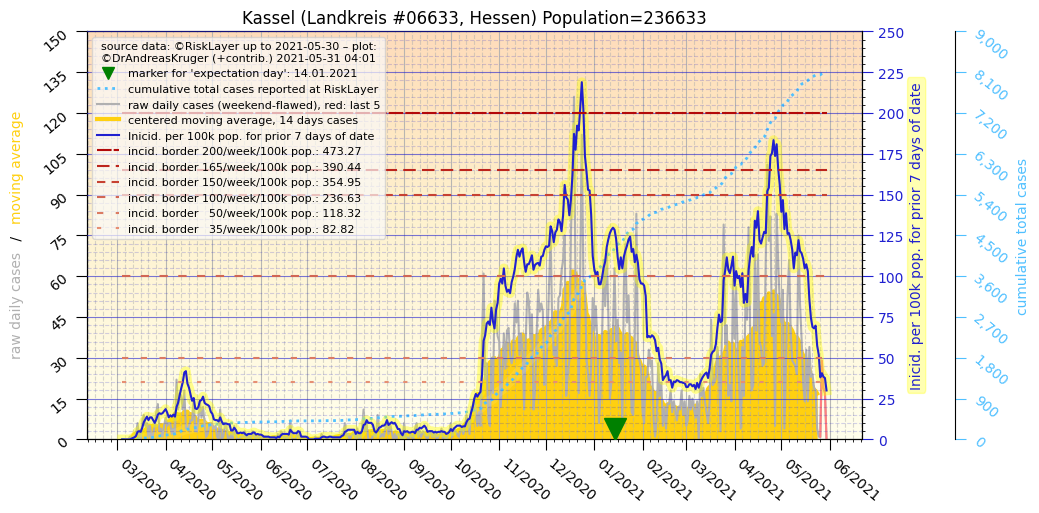 Kassel (Landkreis #06633, Hessen) Population=236633
source data: ©RiskLayer up to 2021-05-30 – plot:
©DrAndreasKruger (+contrib.) 2021-05-31 04:01
marker for 'expectation day': 14.01.2021
cumulative total cases reported at RiskLayer
raw daily cases (weekend-flawed), red: last 5
centered moving average, 14 days cases
Inicid. per 100k pop. for prior 7 days of date
incid. border 200/week/100k pop.: 473.27
incid. border 165/week/100k pop.: 390.44
incid. border 150/week/100k pop.: 354.95
incid. border 100/week/100k pop.: 236.63
incid. border   50/week/100k pop.: 118.32
incid. border   35/week/100k pop.: 82.82
raw daily cases / moving average
150
135
120
105
90
75
60
45
30
15
0
250
225
200
175
150
125
100
75
50
25
0
Inicid. per 100k pop. for prior 7 days of date
9,000
8,100
7,200
6,300
5,400
4,500
3,600
2,700
1,800
900
0
cumulative total cases
03/2020
04/2020
05/2020
06/2020
07/2020
08/2020
09/2020
10/2020
11/2020
12/2020
01/2021
02/2021
03/2021
04/2021
05/2021
06/2021